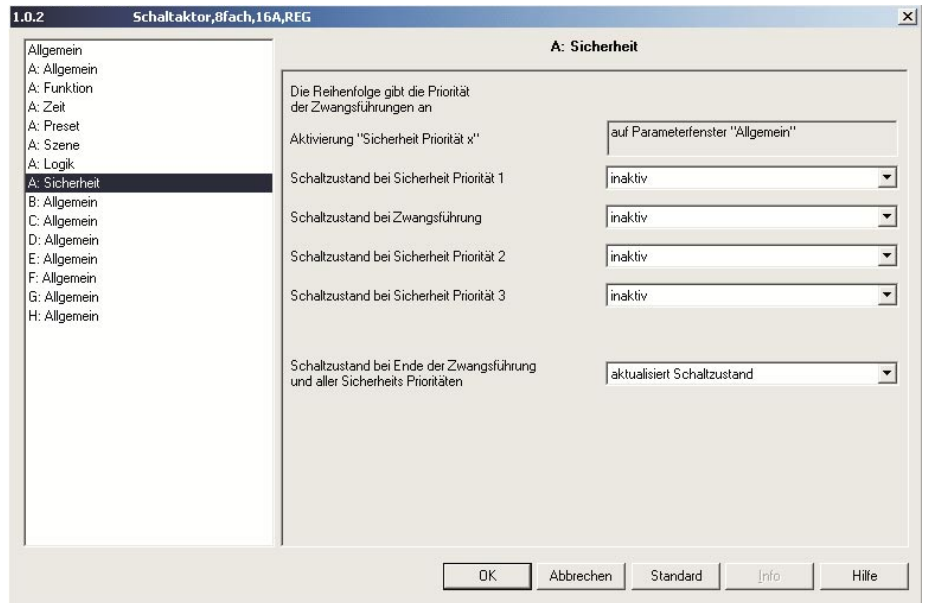 1.0.2 Schaltaktor,8fach,16A,REG
Allgemein
A: Allgemein
A: Funktion
A: Zeit
A: Preset
A: Szene
A: Logik
A: Sicherheit
B: Allgemein
C: Allgemein
D: Allgemein
E: Allgemein
F: Allgemein
G: Allgemein
H: Allgemein
A: Sicherheit
Die Reihenfolge gibt die Priorität
der Zwangsführungen an
Aktivierung "Sicherheit Priorität x" auf Parameterfenster "Allgemein"
Schaltzustand bei Sicherheit Priorität 1 inaktiv
Schaltzustand bei Zwangsführung inaktiv
Schaltzustand bei Sicherheit Priorität 2 inaktiv
Schaltzustand bei Sicherheit Priorität 3 inaktiv
Schaltzustand bei Ende der Zwangsführung
und aller Sicherheits Prioritäten aktualisiert Schaltzustand
OK Abbrechen Standard Info Hilfe